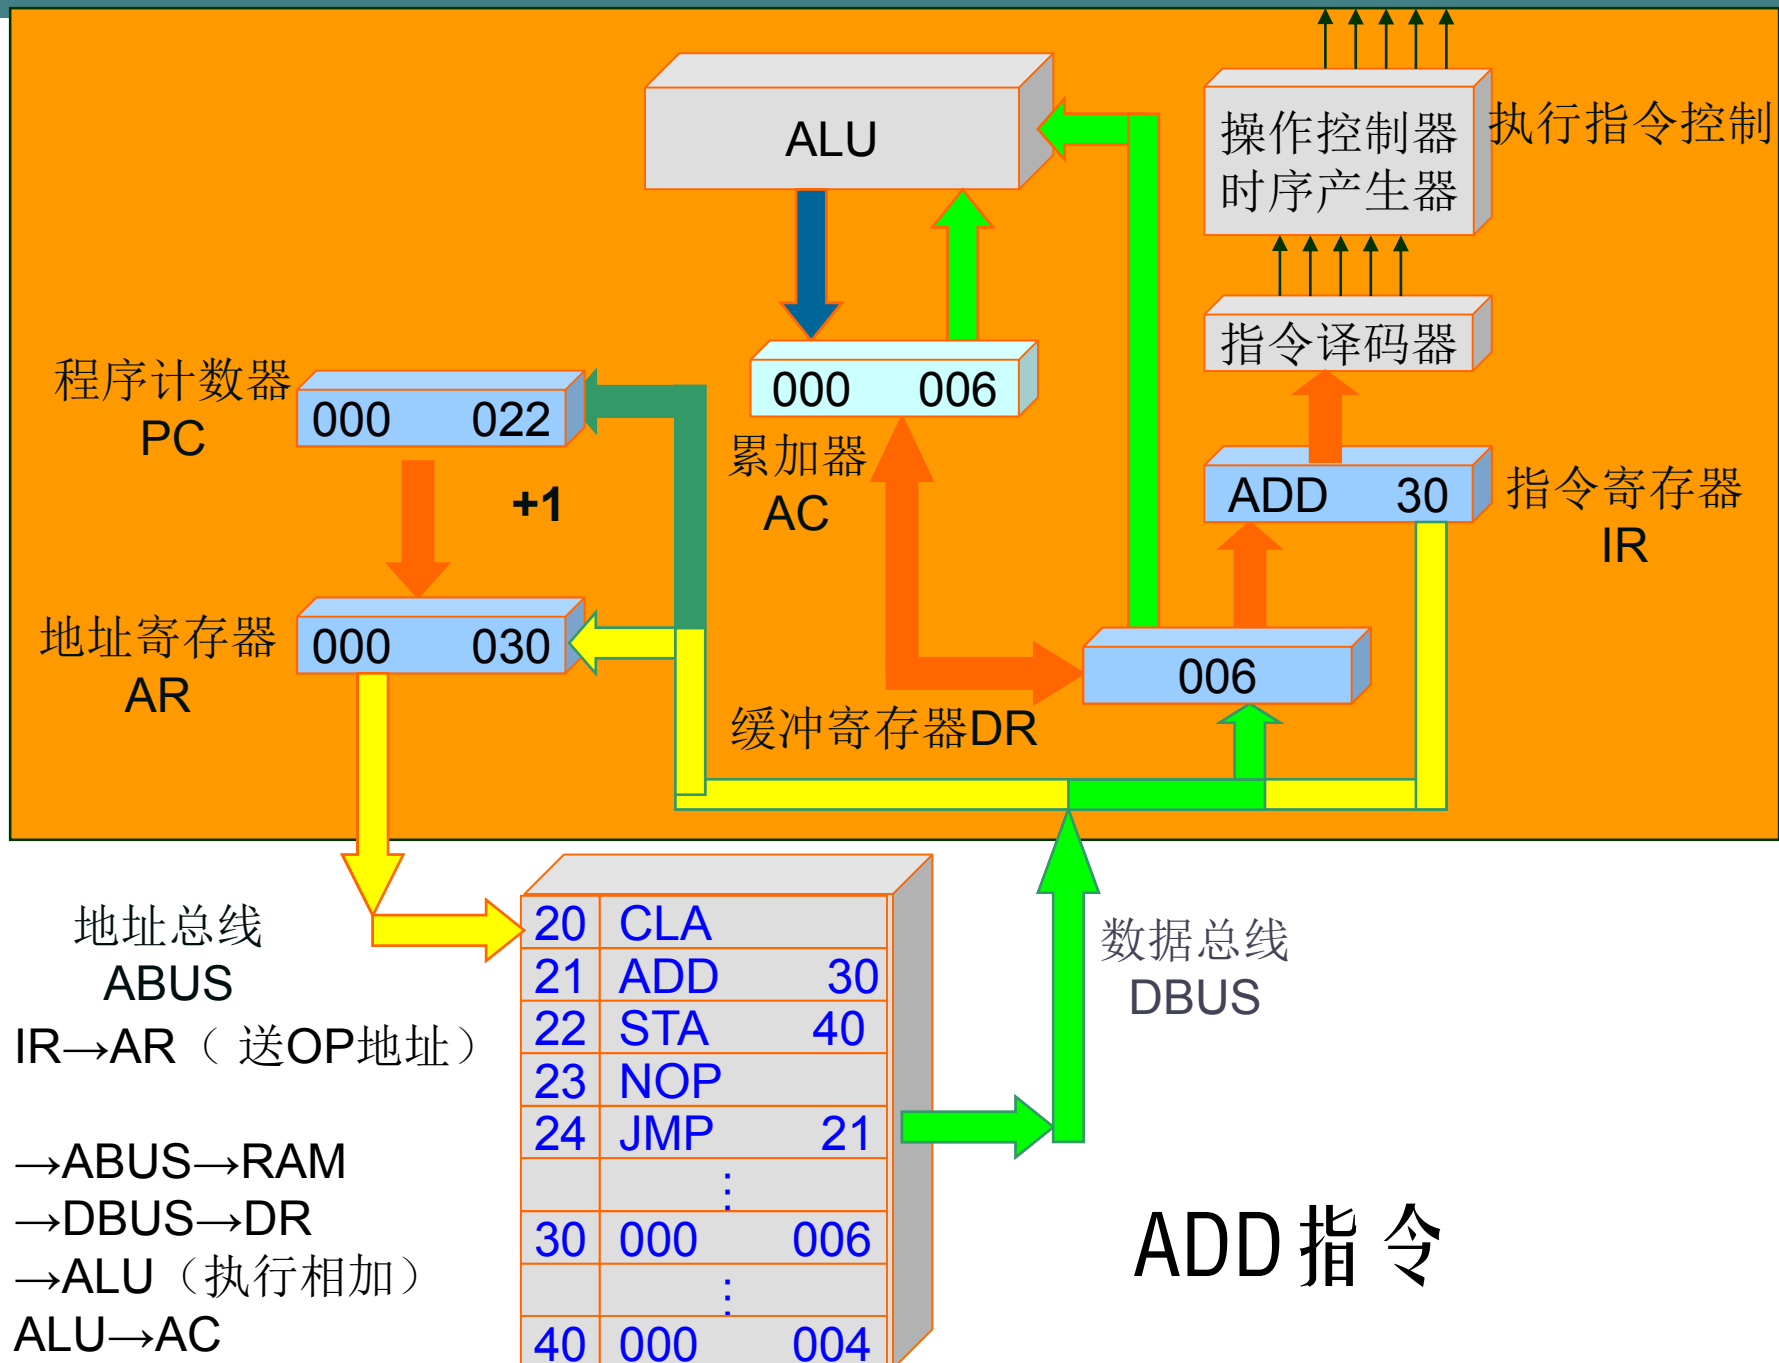 ALU
操作控制器
时序产生器
执行指令控制
指令译码器
程序计数器
PC
000 022
000 006
累加器
AC
+1
ADD 30
指令寄存器
IR
地址寄存器
AR
000 030
006
缓冲寄存器DR
地址总线
ABUS
数据总线
DBUS
20 CLA
21 ADD 30
22 STA 40
23 NOP
24 JMP 21
⋮
30 000 006
⋮
40 000 004
IR→AR（ 送OP地址）
→ABUS→RAM
→DBUS→DR
→ALU（执行相加）
ALU→AC
ADD指令